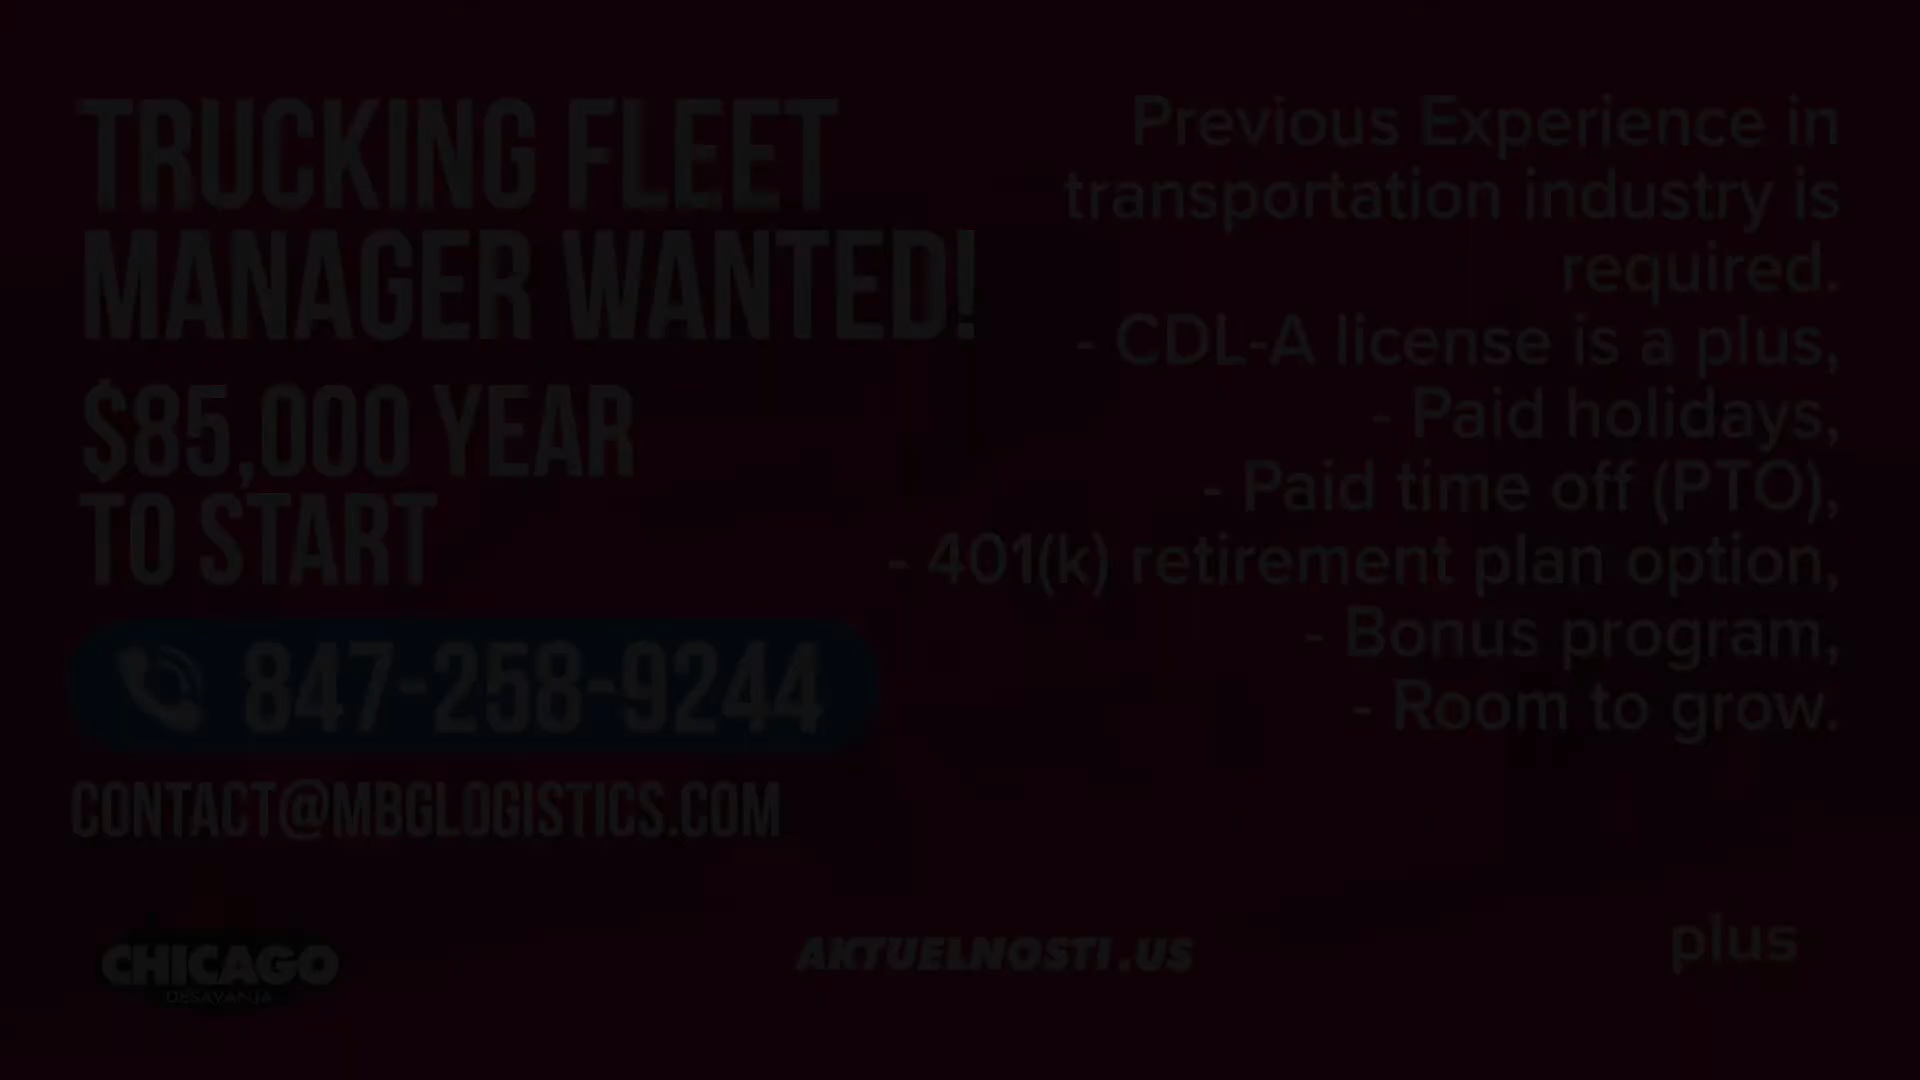 TRUCKING FLEET
MANAGER WANTED!
$85,000 YEAR
TO START
847-258-9244
CONTACT@MBGLOGISTICS.COM
Previous Experience in
transportation industry is
required.
- CDL-A license is a plus,
- Paid holidays,
- Paid time off (PTO),
- 401(k) retirement plan option,
- Bonus program,
- Room to grow.
CHICAGO
DESAVANJA
AKTUELNOSTI.US
plus